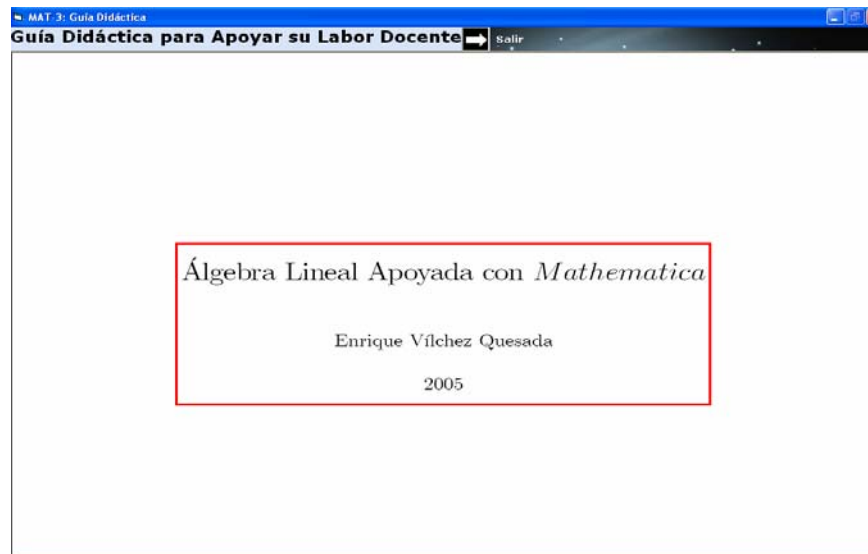 MAT-3: Guía Didáctica
Guía Didáctica para Apoyar su Labor Docente
Salir
Álgebra Lineal Apoyada con Mathematica
Enrique Vílchez Quesada
2005